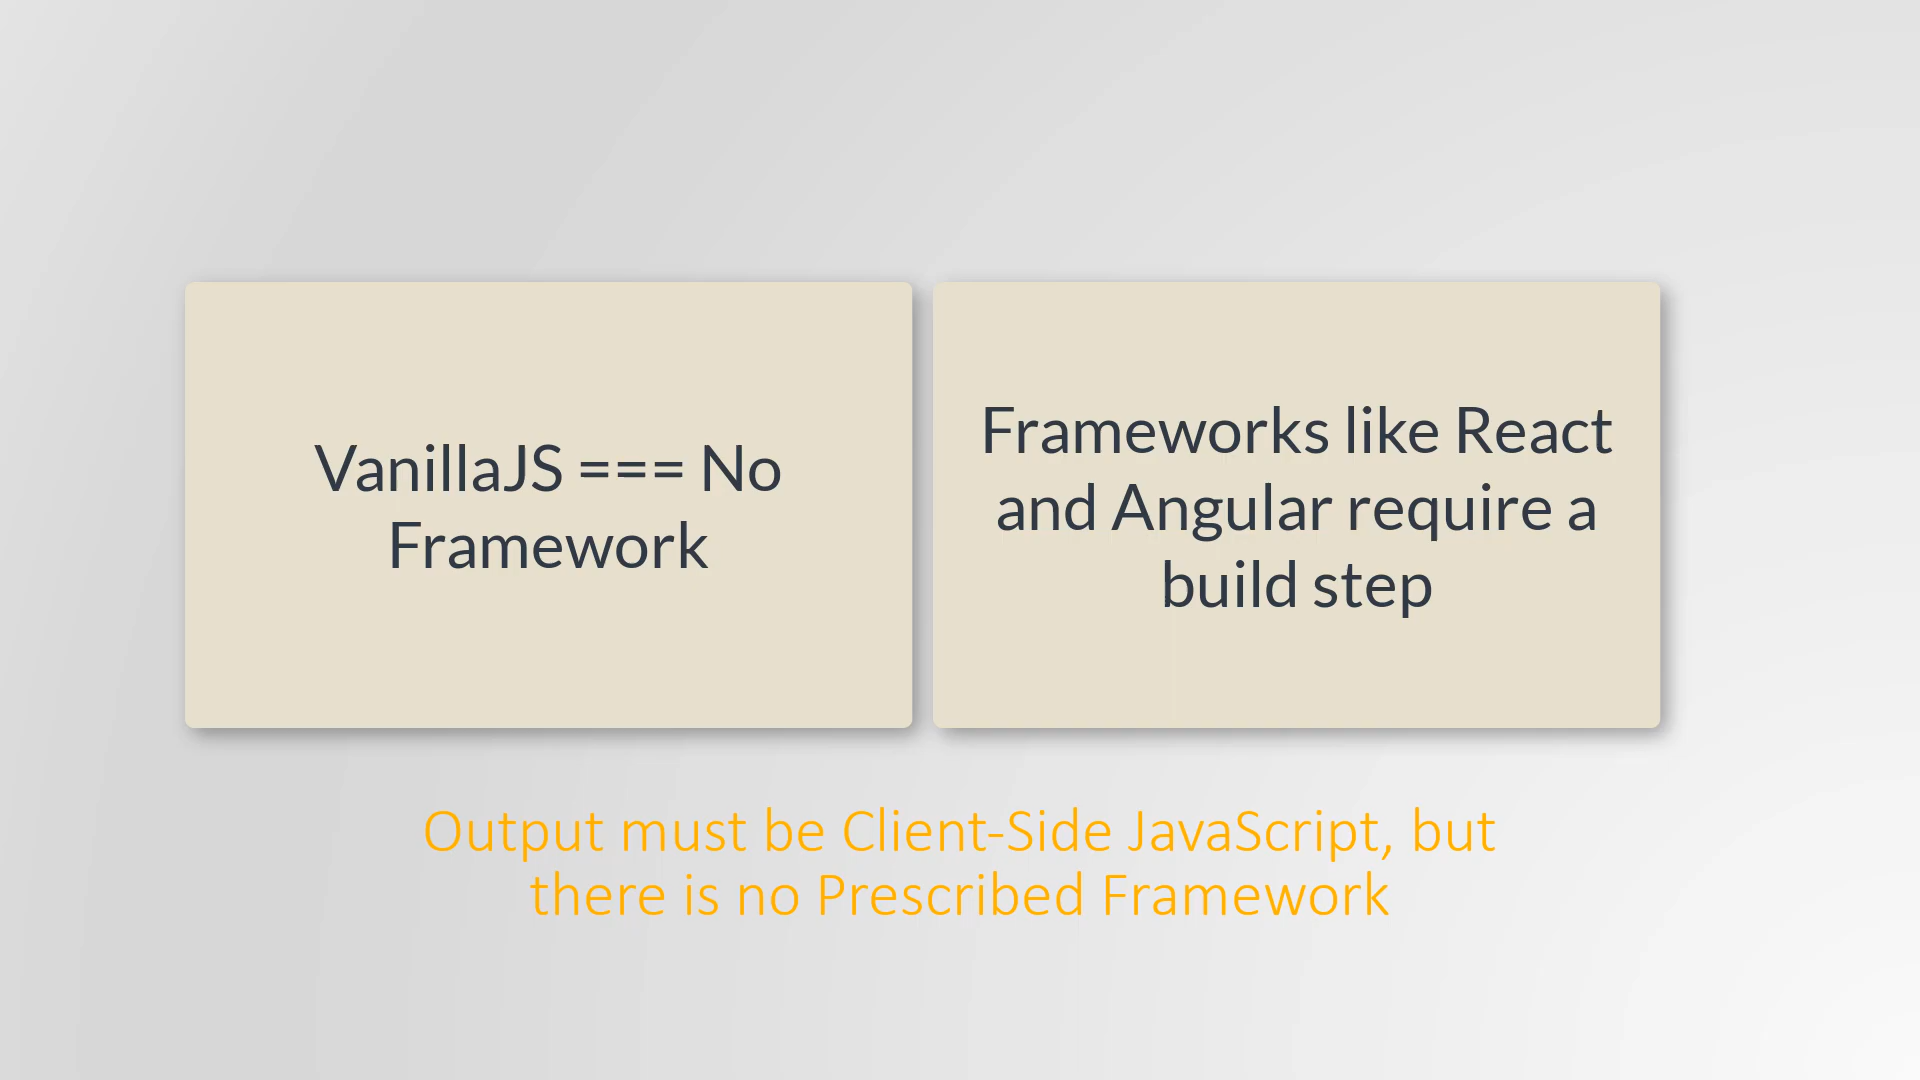 VanillaJS === No
Framework
Frameworks like React
and Angular require a
build step
Output must be Client-Side JavaScript, but
there is no Prescribed Framework